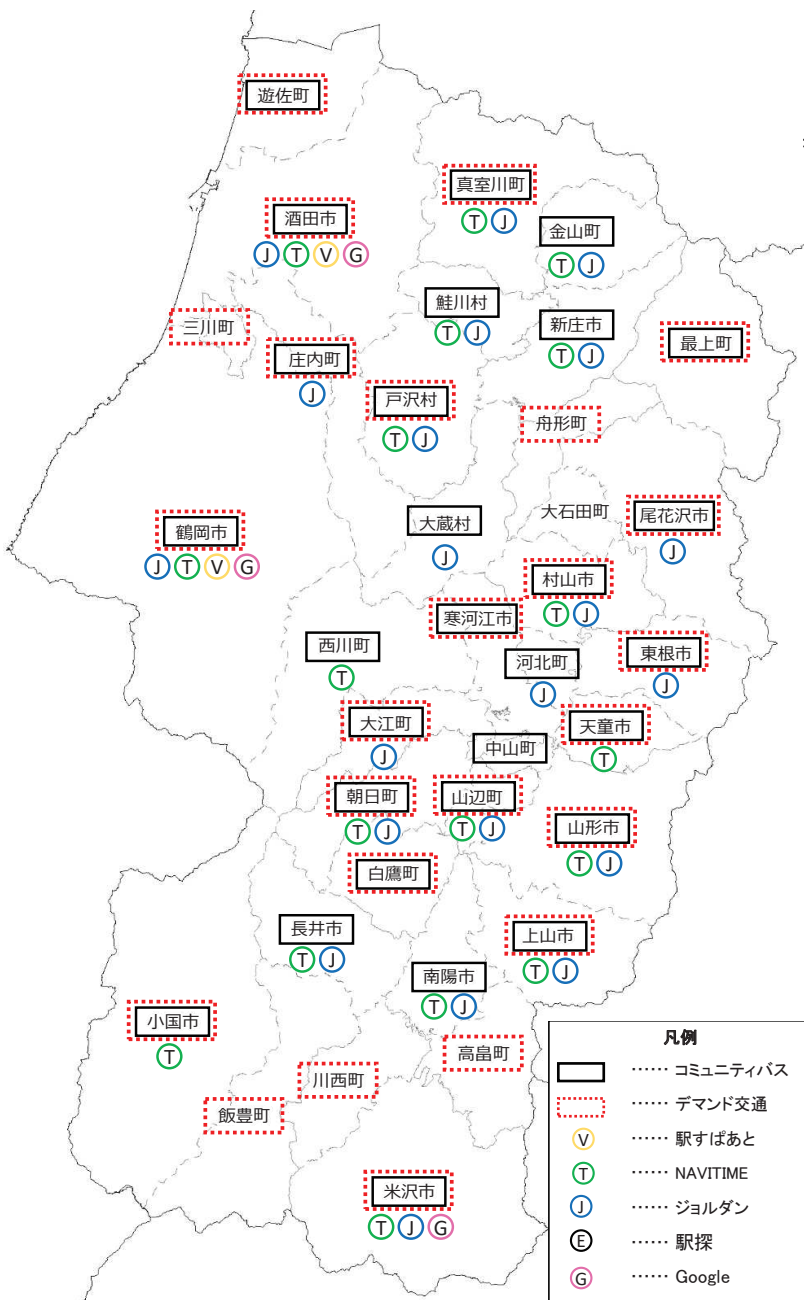 遊佐町
真室川町
T J
酒田市
J T V G
金山町
T J
鮭川村
T J
新庄市
T J
三川町
最上町
庄内町
J
戸沢村
T J
舟形町
鶴岡市
J T V G
大蔵村
J
大石田町
尾花沢市
J
村山市
T J
寒河江市
西川町
T
河北町
J
東根市
J
大江町
J
天童市
T
中山町
朝日町
T J
山辺町
T J
山形市
T J
白鷹町
長井市
T J
上山市
T J
南陽市
T J
小国市
T
高畠町
川西町
飯豊町
米沢市
T J G
凡例
…… コミュニティバス
…… デマンド交通
V …… 駅すぱあと
T …… NAVITIME
J …… ジョルダン
E …… 駅探
G …… Google